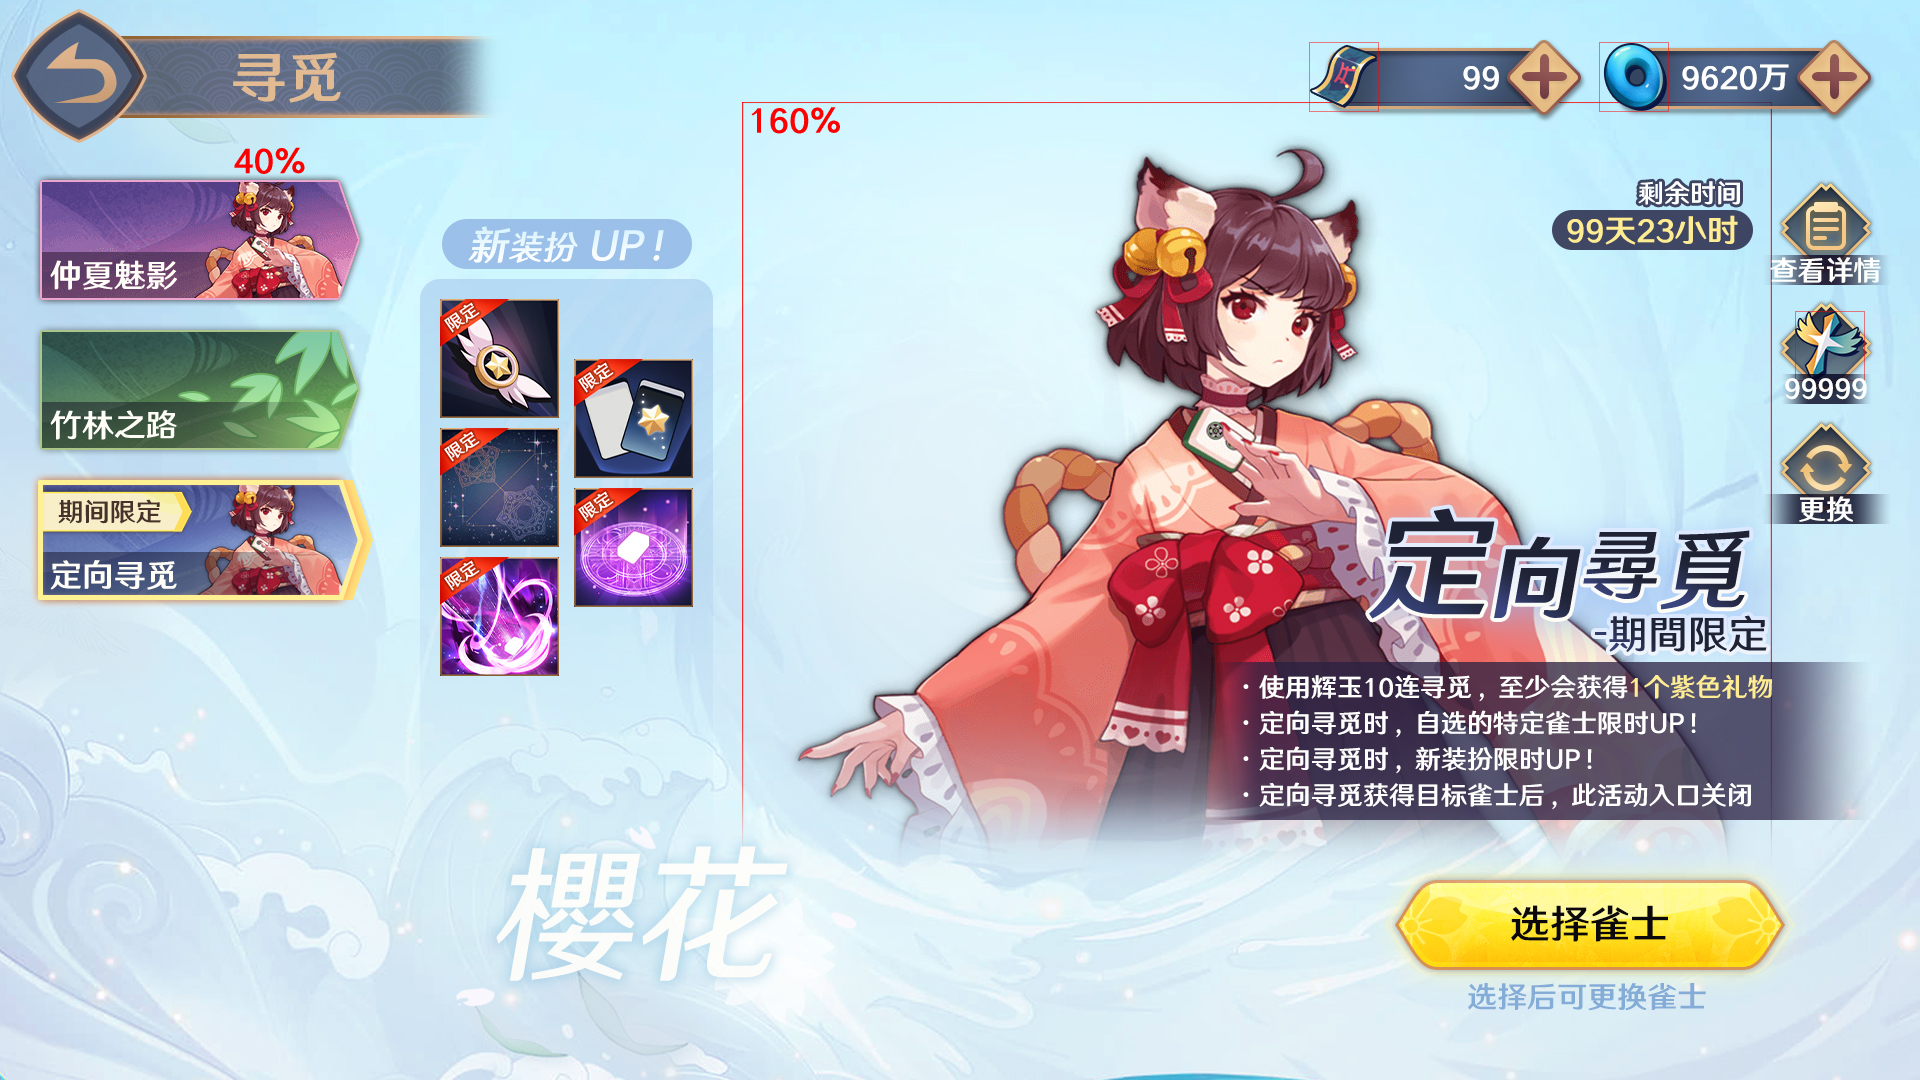 寻觅
99
9620万
40%
仲夏魅影
竹林之路
期间限定
定向寻觅
新装扮 UP!
限定
限定
限定
限定
限定
160%
剩余时间
99天23小时
查看详情
99999
更换
定向尋覓
-期間限定
·使用辉玉10连寻觅，至少会获得1个紫色礼物
·定向寻觅时，自选的特定雀士限时UP!
·定向寻觅时，新装扮限时UP!
·定向寻觅获得目标雀士后，此活动入口关闭
櫻花
选择雀士
选择后可更换雀士